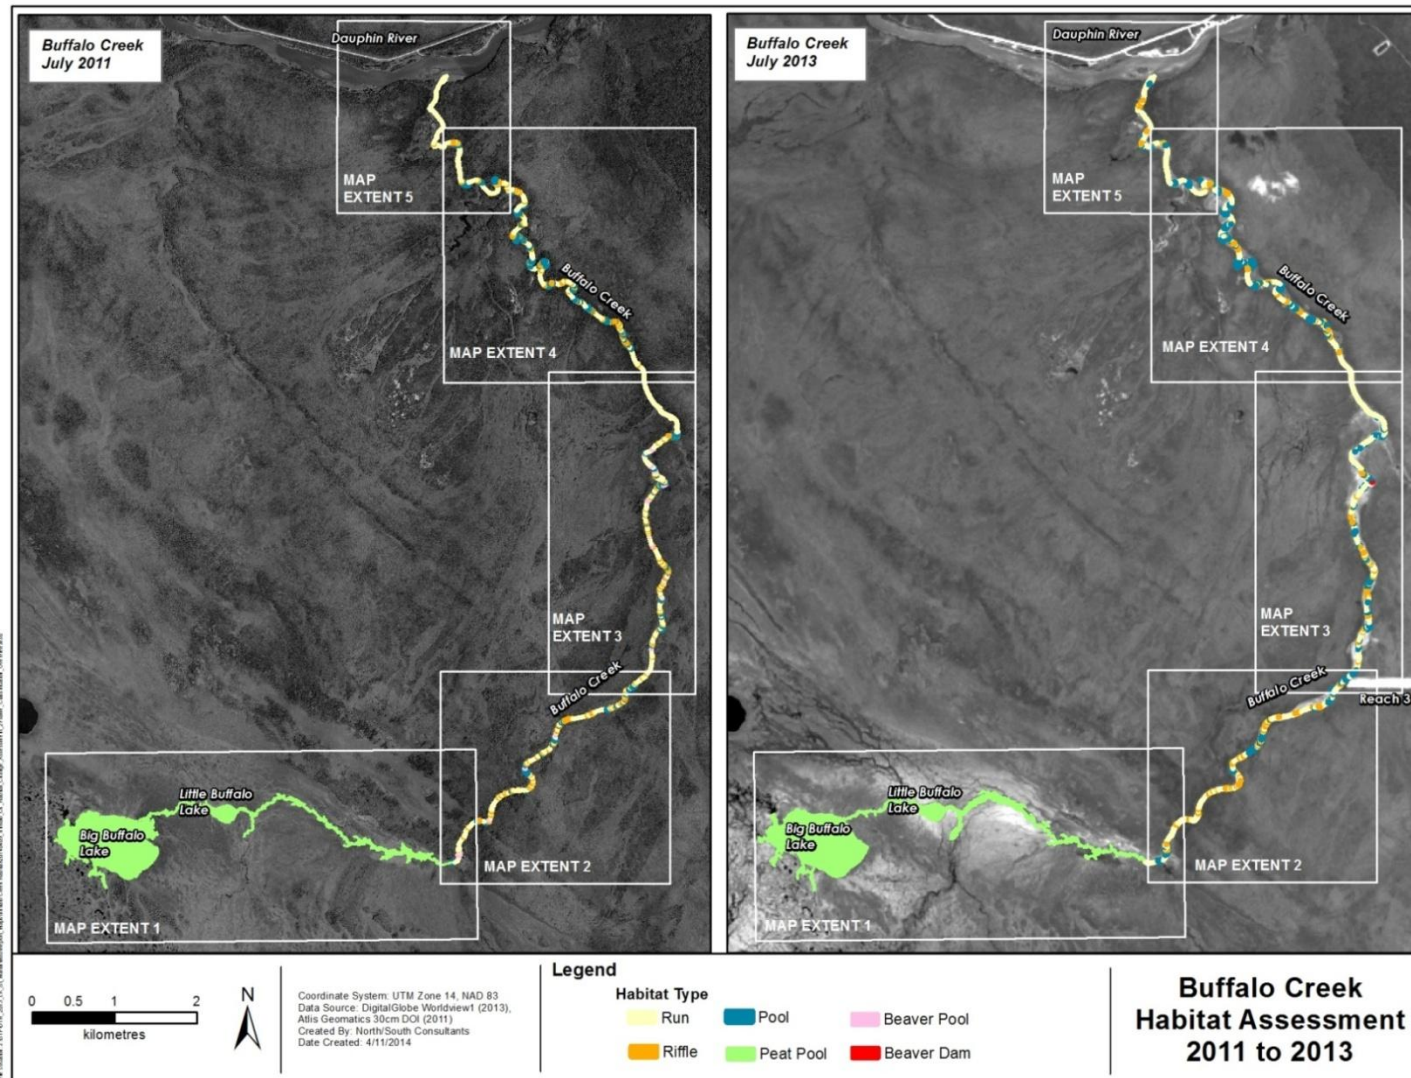 Buffalo Creek
July 2011
Dauphin River
MAP
EXTENT 5
Buffalo Creek
MAP EXTENT 4
MAP
EXTENT 3
Buffalo Creek
Little Buffalo
Lake
Big Buffalo
Lake
MAP EXTENT 2
MAP EXTENT 1
Buffalo Creek
July 2013
Dauphin River
MAP
EXTENT 5
Buffalo Creek
MAP EXTENT 4
MAP
EXTENT 3
Buffalo Creek
Reach 3
Little Buffalo
Lake
Big Buffalo
Lake
MAP EXTENT 2
MAP EXTENT 1
0 0.5 1 2
kilometres
N
Coordinate System: UTM Zone 14, NAD 83
Data Source: DigitalGlobe Worldview1 (2013),
Atlis Geomatics 30cm DOI (2011)
Created By: North/South Consultants
Date Created: 4/11/2014
Legend
Habitat Type
Run
Pool
Beaver Pool
Riffle
Peat Pool
Beaver Dam
Buffalo Creek
Habitat Assessment
2011 to 2013